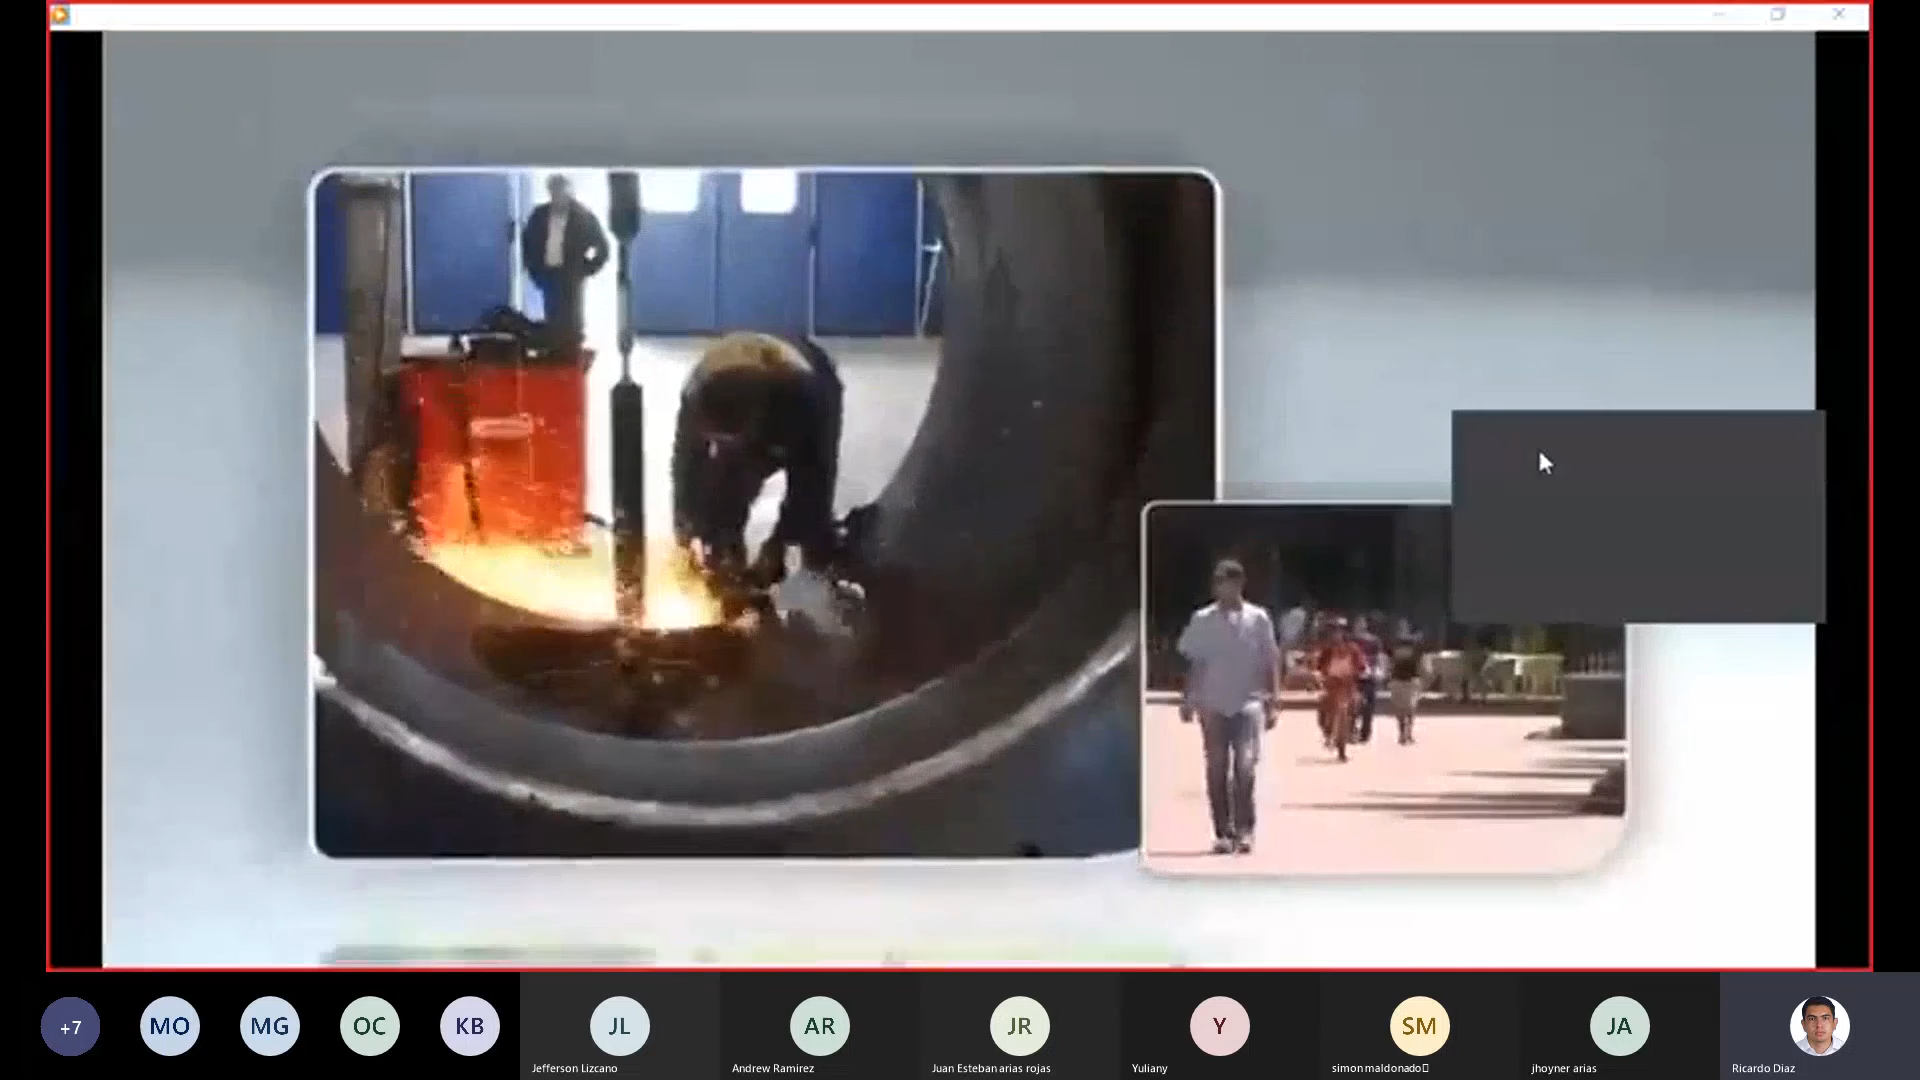 +7
MO
MG
OC
KB
JL
AR
JR
Y
SM
JA
Jefferson Lizcano
Andrew Ramirez
Juan Esteban arias rojas
Yuliany
simon maldonado
jhoyner arias
Ricardo Diaz